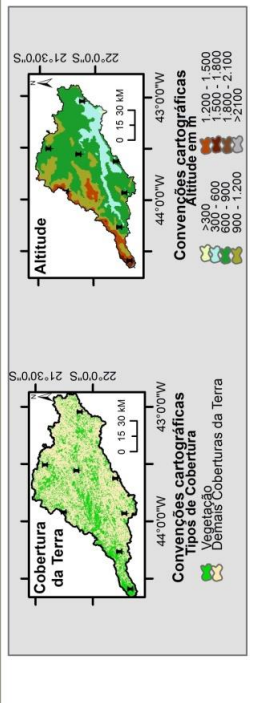 Cobertura
da Terra
N
21°30'0"S
22°0'0"S
0 15 30 KM
44°0'0"W
43°0'0"W
Convenções cartográficas
Tipos de Cobertura
Vegetação
Demais Coberturas da Terra
Altitude
N
21°30'0"S
22°0'0"S
0 15 30 KM
44°0'0"W
43°0'0"W
Convenções cartográficas
Altitude em m
>300
300 - 600
600 - 900
900 - 1.200
1.200 - 1.500
1.500 - 1.800
1.800 - 2.100
>2100